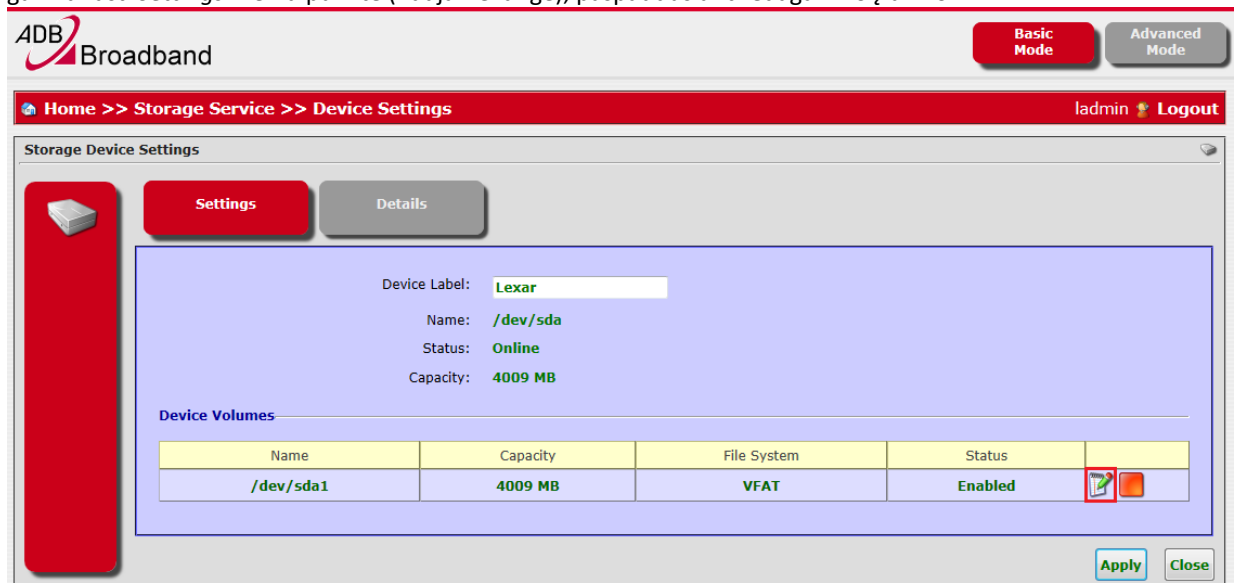 ADB
Broadband
Basic Mode
Advanced Mode
Home >> Storage Service >> Device Settings
ladmin Logout
Storage Device Settings
Settings
Details
Device Label: Lexar
Name: /dev/sda
Status: Online
Capacity: 4009 MB
Device Volumes
Name Capacity File System Status
/dev/sda1 4009 MB VFAT Enabled
Apply Close